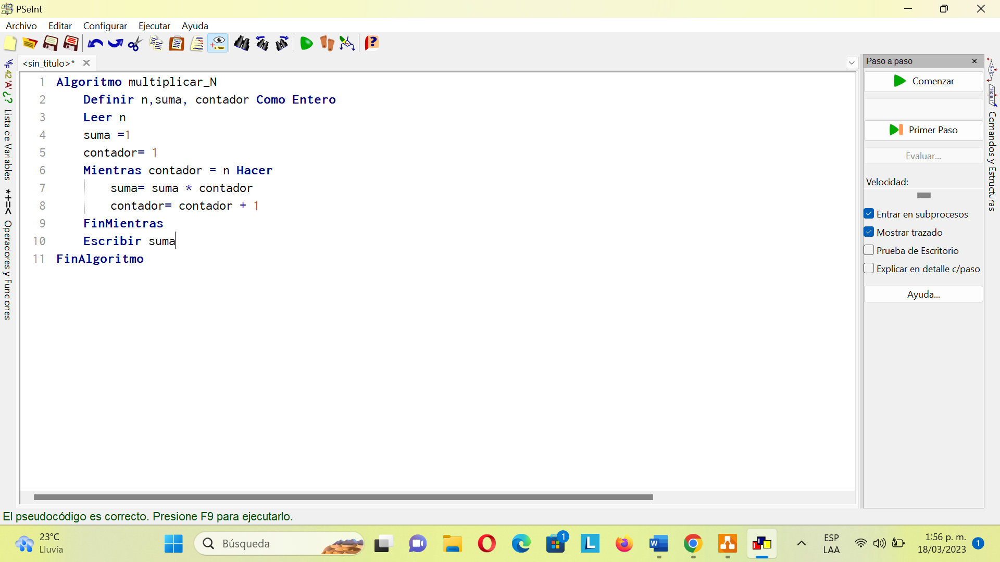 PSeInt
Archivo Editar Configurar Ejecutar Ayuda
<sin_titulo>*
1 Algoritmo multiplicar_N
2 Definir n,suma, contador Como Entero
3 Leer n
4 suma =1
5 contador= 1
6 Mientras contador = n Hacer
7 suma= suma * contador
8 contador= contador + 1
9 FinMientras
10 Escribir suma
11 FinAlgoritmo
42 'A' ¿? Lista de Variables
*+=< Operadores y Funciones
Paso a paso
Comenzar
Primer Paso
Evaluar...
Velocidad:
Entrar en subprocesos
Mostrar trazado
Prueba de Escritorio
Explicar en detalle c/paso
Ayuda...
Comandos y Estructuras
El pseudocódigo es correcto. Presione F9 para ejecutarlo.
23°C
Lluvia
Búsqueda
1
L
W
ESP
LAA
1:56 p. m.
18/03/2023
1